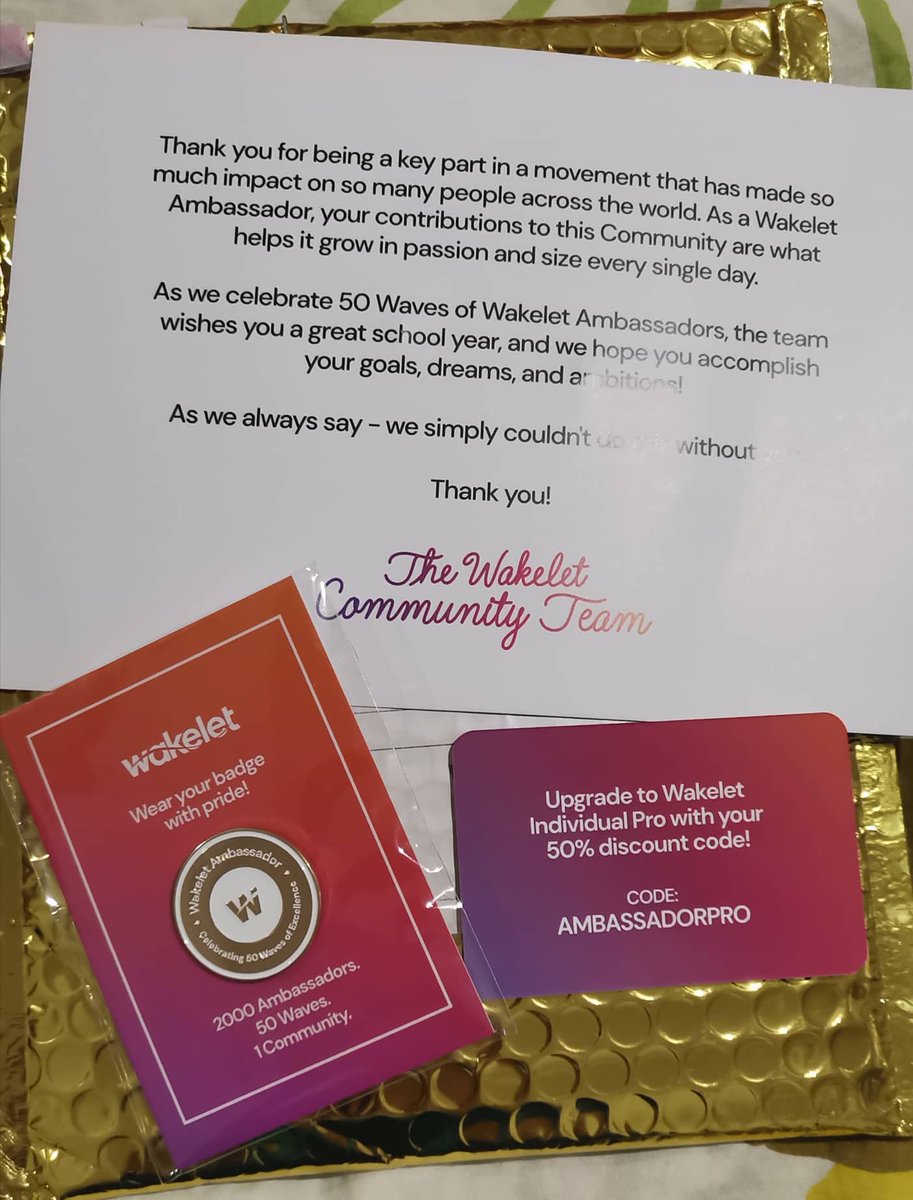 Thank you for being a key part in a movement that has made so
much impact on so many people across the world. As a Wakelet
Ambassador, your contributions to this Community are what
helps it grow in passion and size every single day.
As we celebrate 50 Waves of Wakelet Ambassadors, the team
wishes you a great school year, and we hope you accomplish
your goals, dreams, and ambitions!
As we always say – we simply couldn't do this without
Thank you!
The Wakelet
Community Team
wakelet
Wear your badge
with pride!
Wakelet Ambassador
W
Celebrating 50 Waves of Excellence
2000 Ambassadors.
50 Waves.
1 Community.
Upgrade to Wakelet
Individual Pro with your
50% discount code!
CODE:
AMBASSADORPRO